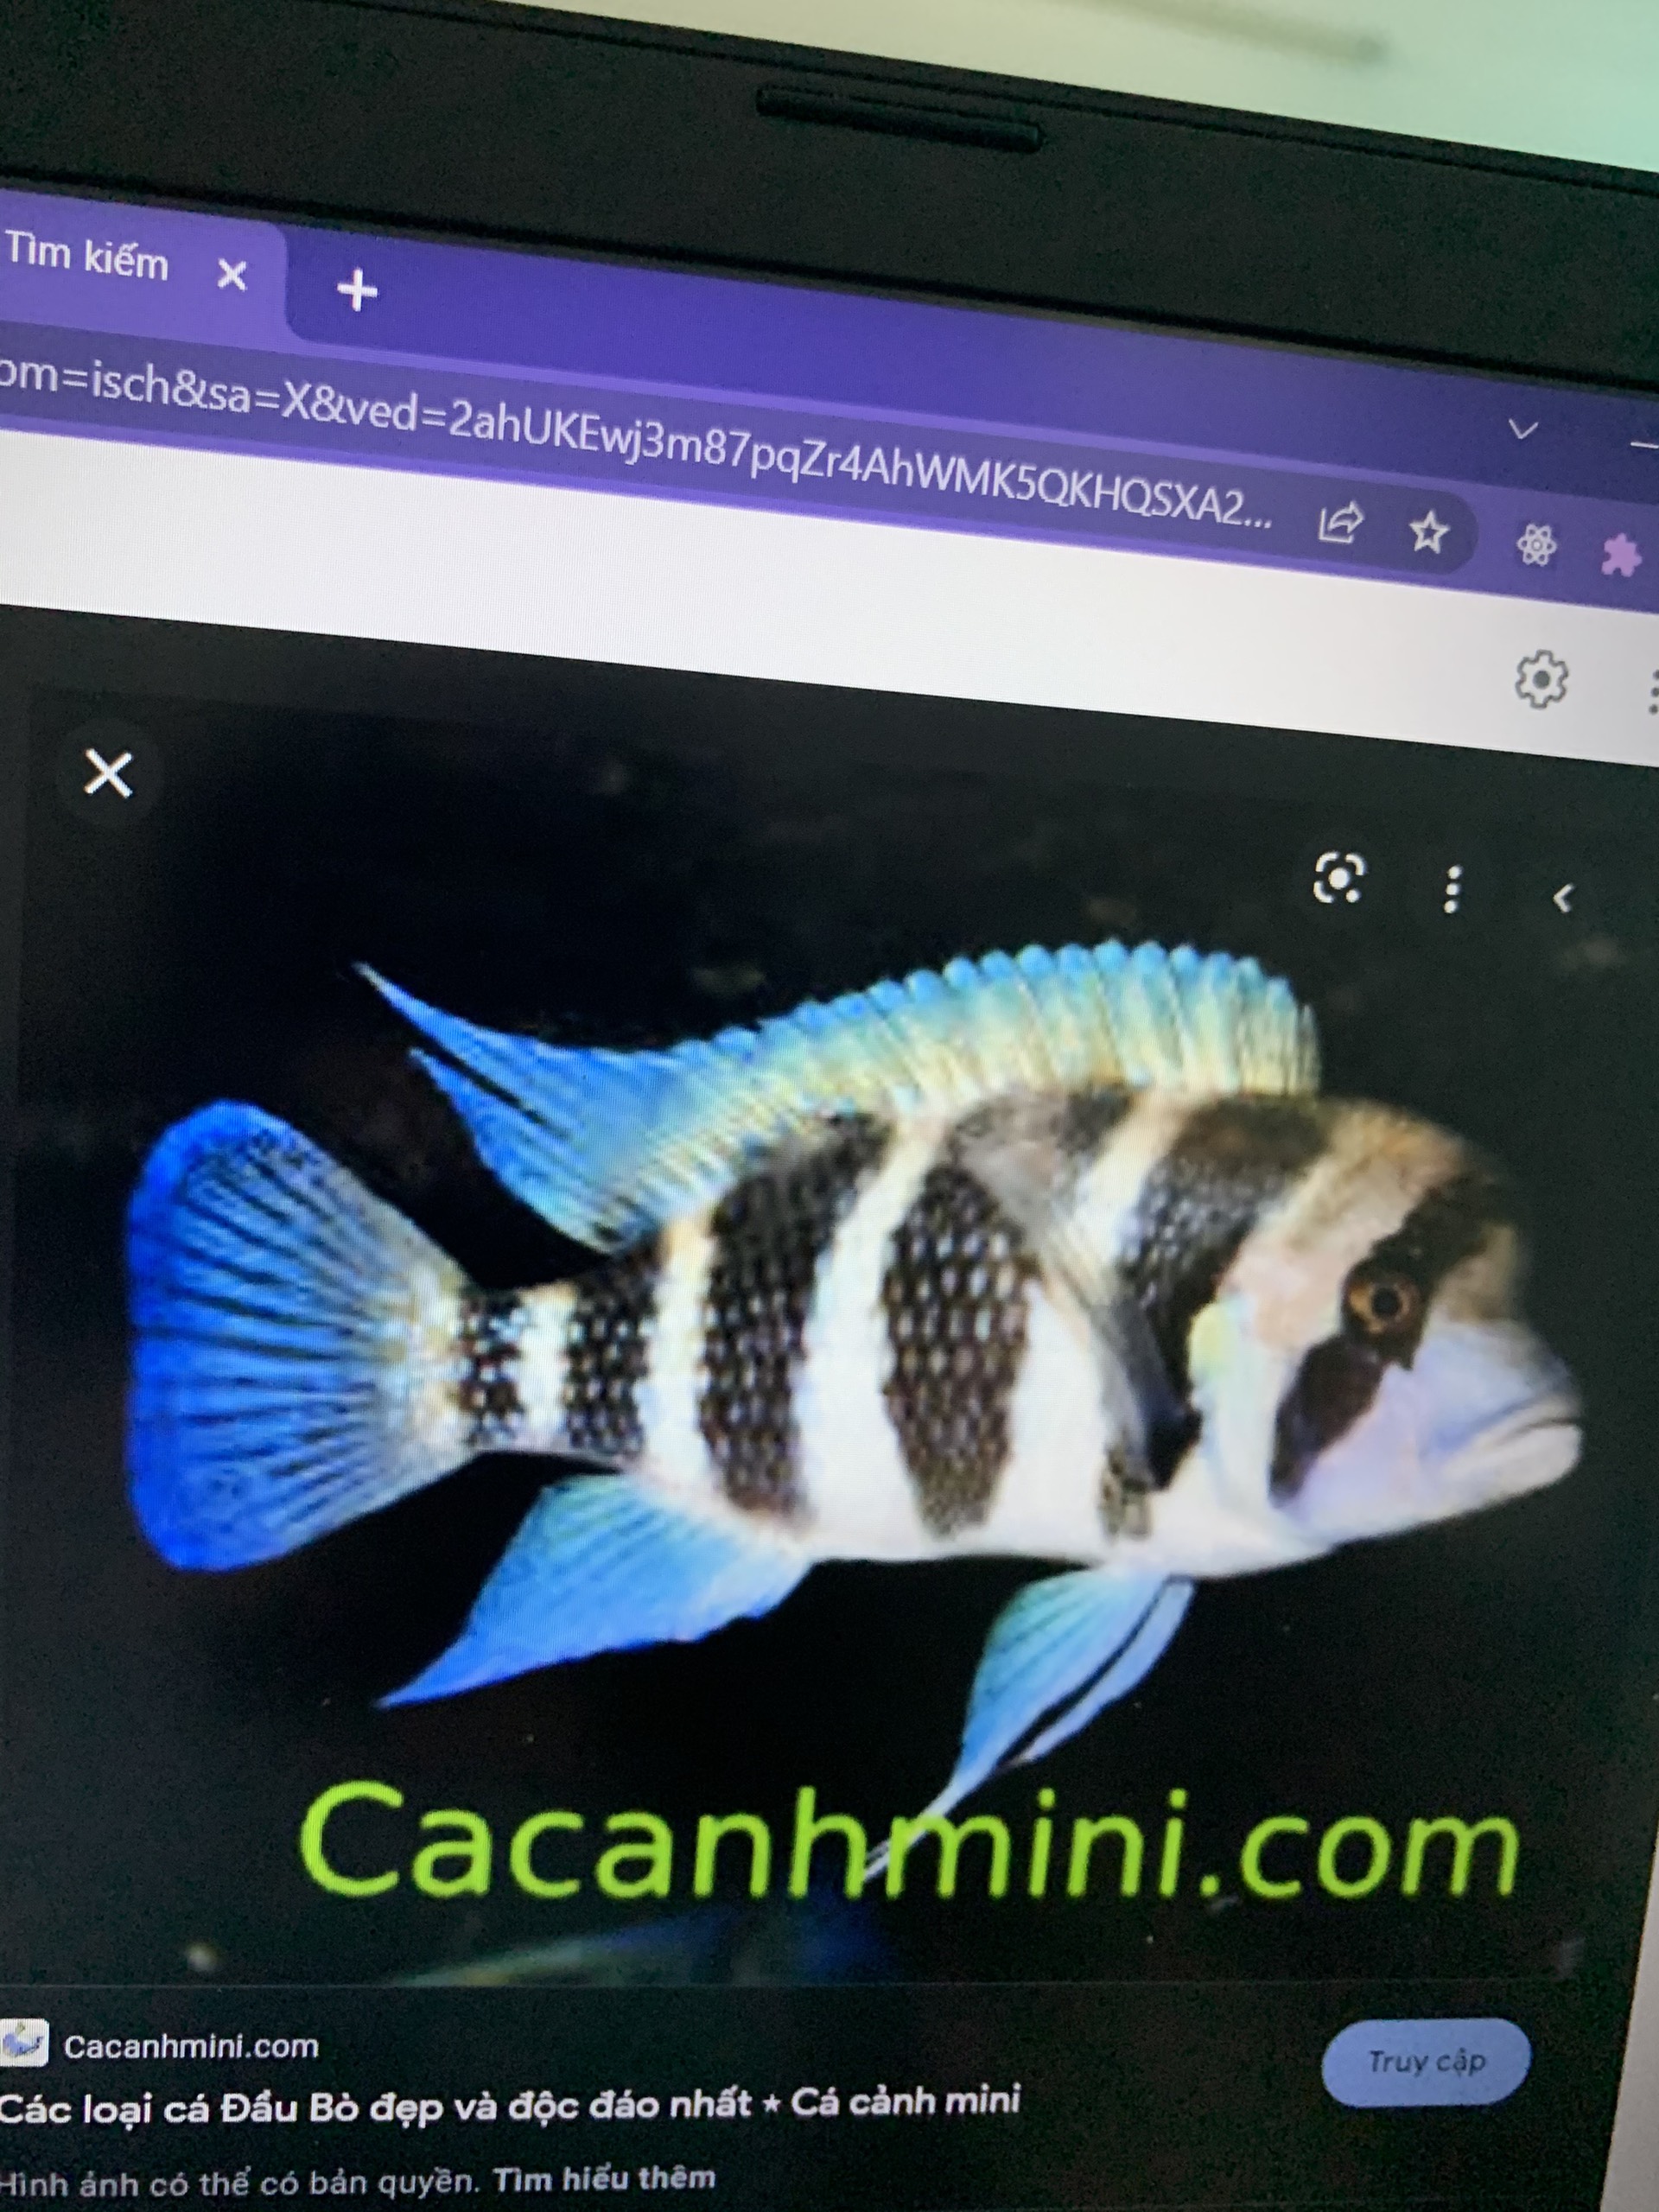 Tìm kiếm
om=isch&sa=X&ved=2ahUKEwj3m87pqZr4AhWMK5QKHQSXA2...
Cacanhmini.com
Cacanhmini.com
Truy cập
Các loại cá Đầu Bò đẹp và độc đáo nhất ★ Cá cảnh mini
Hình ảnh có thể có bản quyền. Tìm hiểu thêm